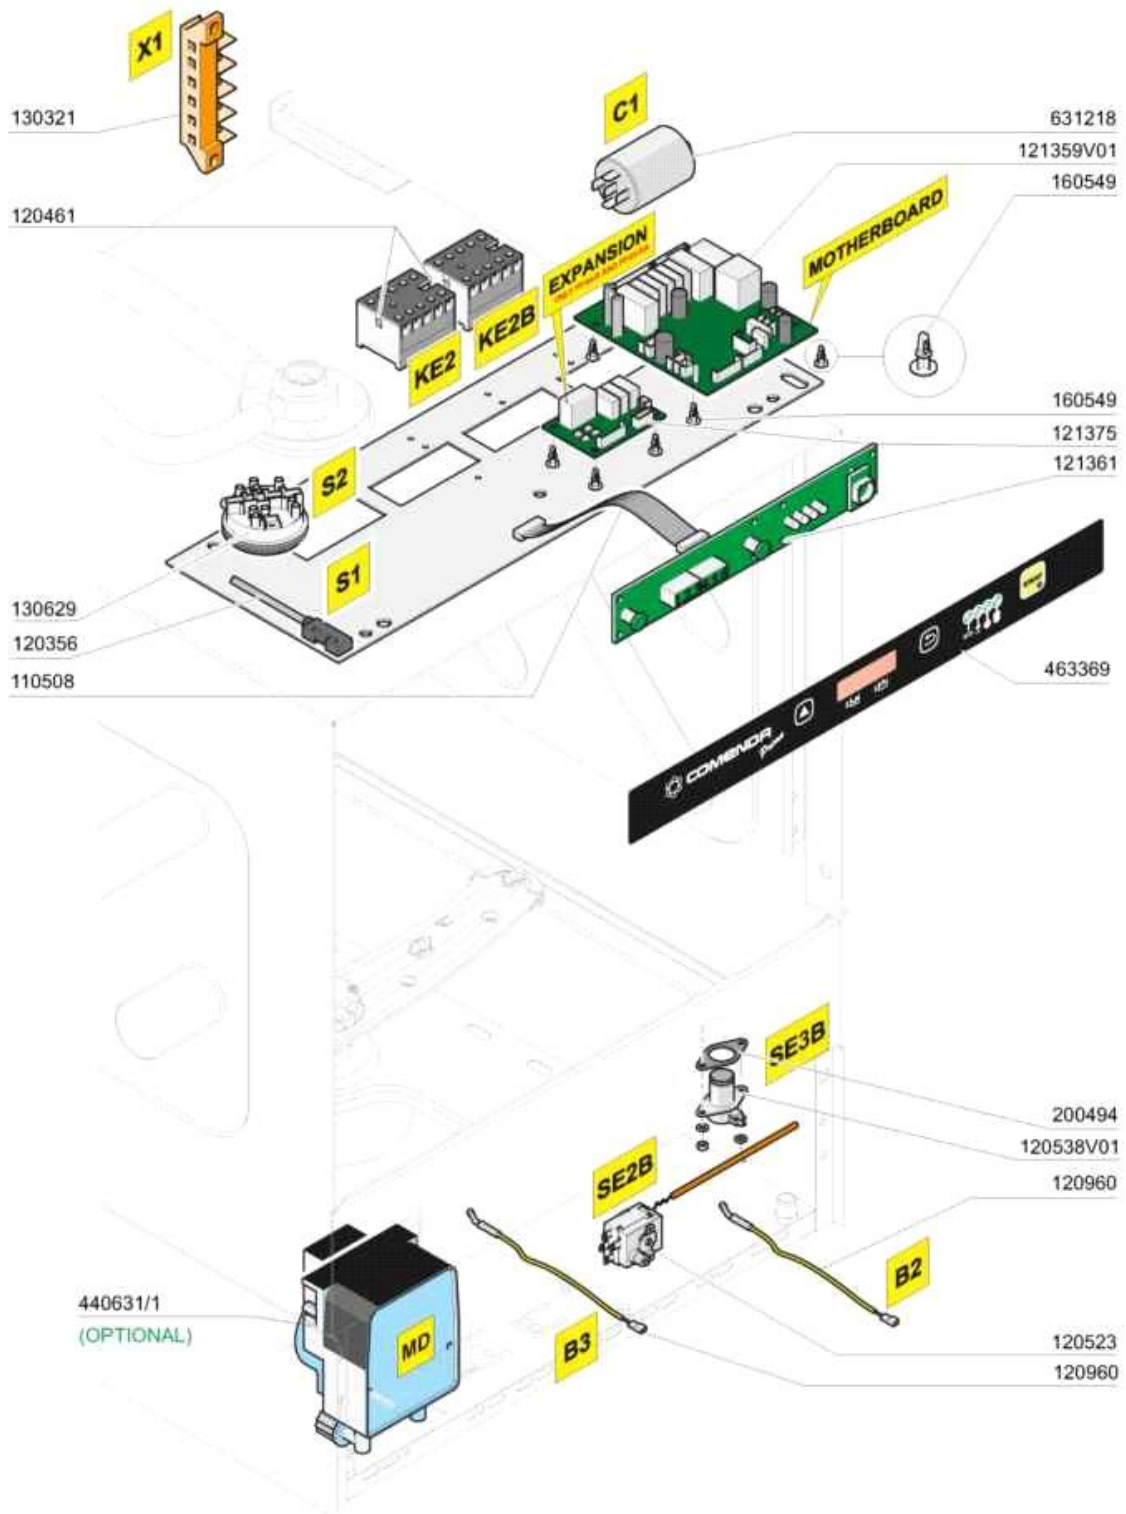 X1
130321
C1
631218
121359V01
160549
120461
EXPANSION
MOTHERBOARD
KE2B
KE2
160549
121375
121361
S2
S1
130629
120356
110508
463369
COMENDA
Prime
SE3B
200494
120538V01
120960
SE2B
B2
440631/1
(OPTIONAL)
MD
B3
120523
120960